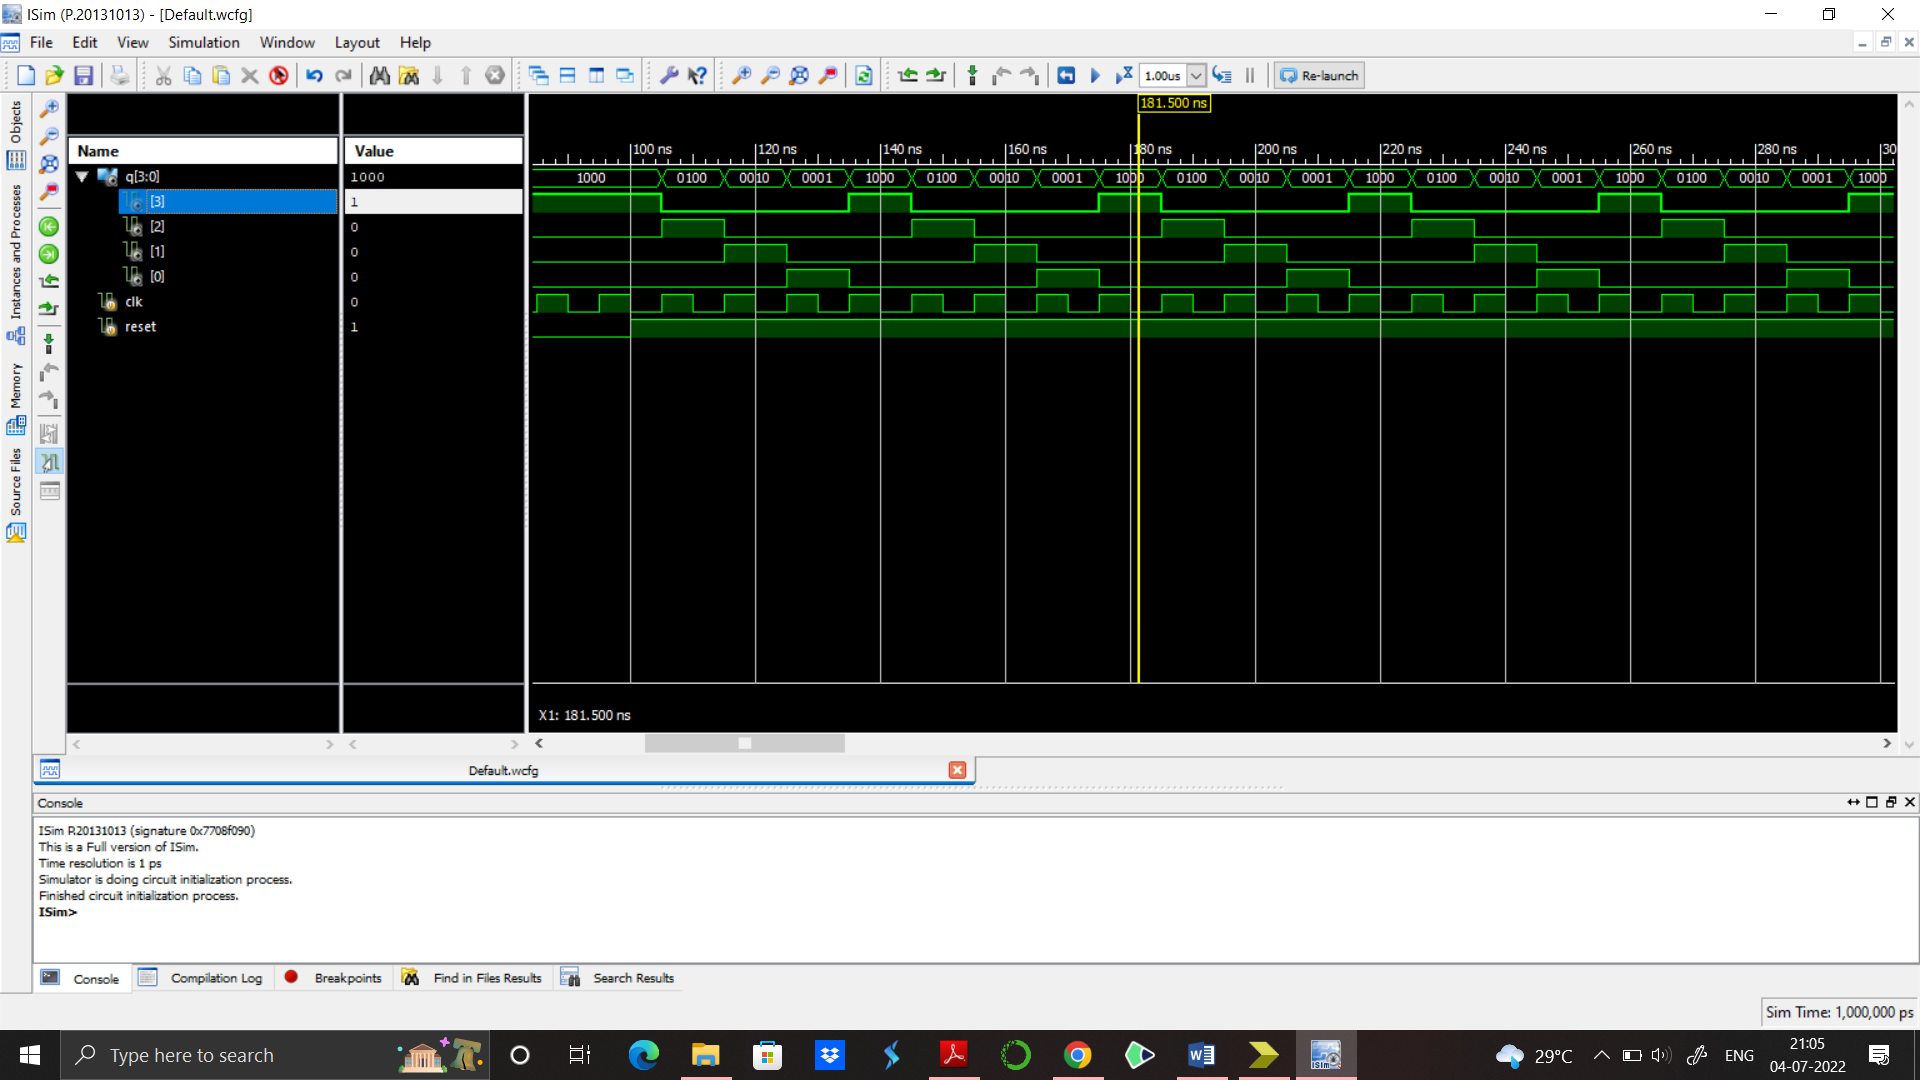 ISim (P.20131013) - [Default.wcfg]
File Edit View Simulation Window Layout Help
1.00us Re-launch
Objects
Instances and Processes
Memory
Source Files
181.500 ns
Name Value
100 ns 120 ns 140 ns 160 ns 180 ns 200 ns 220 ns 240 ns 260 ns 280 ns 30
q[3:0] 1000 1000 0100 0010 0001 1000 0100 0010 0001 1000 0100 0010 0001 1000 0100 0010 0001 1000 0100 0010 0001 1000
[3] 1
[2] 0
[1] 0
[0] 0
clk 0
reset 1
X1: 181.500 ns
Default.wcfg
Console
ISim P.20131013 (signature 0x7708f090)
This is a Full version of ISim.
Time resolution is 1 ps
Simulator is doing circuit initialization process.
Finished circuit initialization process.
ISim>
Console Compilation Log Breakpoints Find in Files Results Search Results
Sim Time: 1,000,000 ps
Type here to search
29°C ENG
21:05
04-07-2022